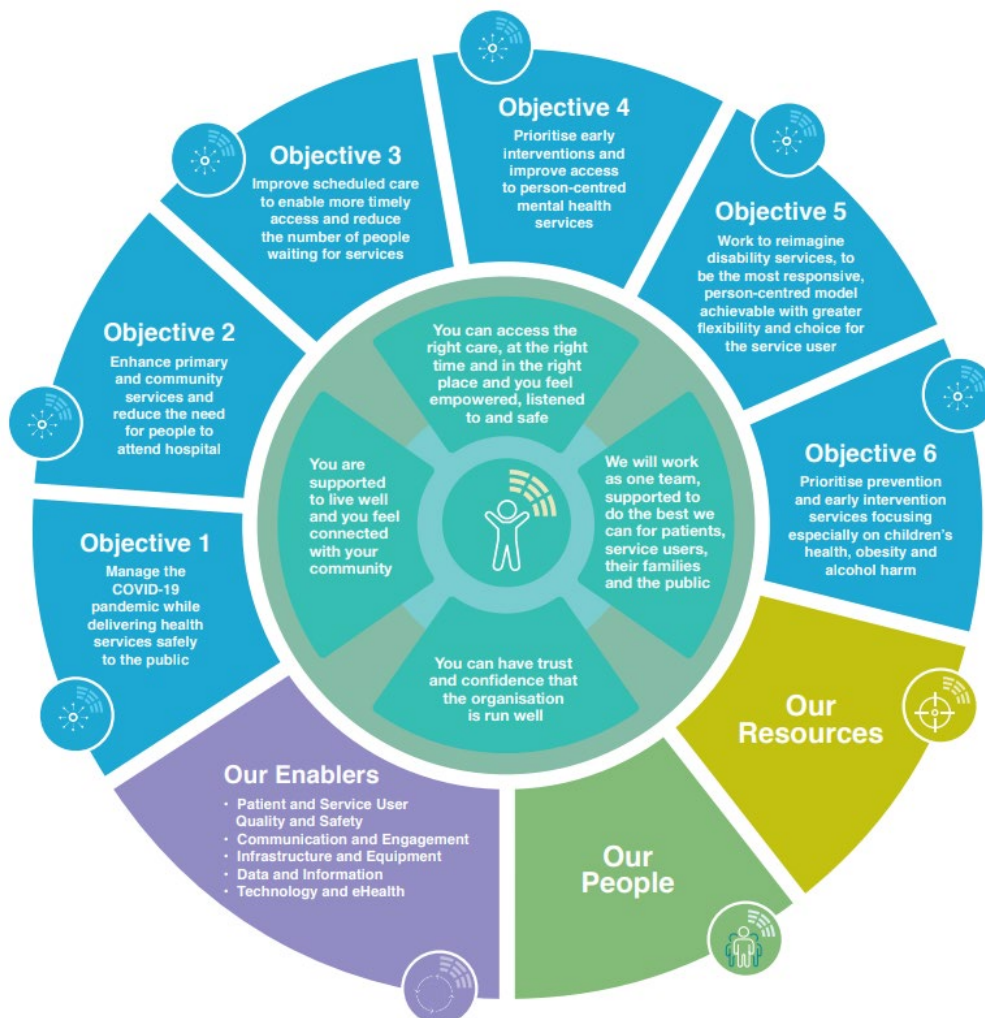 Objective 1
Manage the
COVID-19
pandemic while
delivering health
services safely
to the public
Objective 2
Enhance primary
and community
services and
reduce the need
for people to
attend hospital
Objective 3
Improve scheduled care
to enable more timely
access and reduce
the number of people
waiting for services
Objective 4
Prioritise early
interventions and
improve access
to person-centred
mental health
services
Objective 5
Work to reimagine
disability services, to
be the most responsive,
person-centred model
achievable with greater
flexibility and choice for
the service user
Objective 6
Prioritise prevention
and early intervention
services focusing
especially on children's
health, obesity and
alcohol harm
Our
Resources
Our
People
Our Enablers
• Patient and Service User
Quality and Safety
• Communication and Engagement
• Infrastructure and Equipment
• Data and Information
• Technology and eHealth
You can access the
right care, at the right
time and in the right
place and you feel
empowered, listened
to and safe
We will work
as one team,
supported to
do the best we
can for patients,
service users,
their families
and the public
You can have trust
and confidence that
the organisation
is run well
You are
supported
to live well
and you feel
connected
with your
community